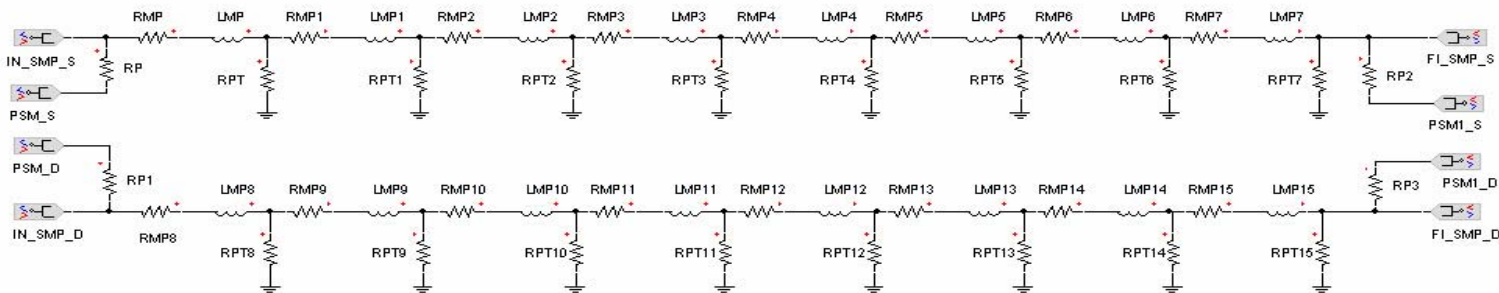 RMP LMP RMP1 LMP1 RMP2 LMP2 RMP3 LMP3 RMP4 LMP4 RMP5 LMP5 RMP6 LMP6 RMP7 LMP7
IN_SMP_S RP RPT RPT1 RPT2 RPT3 RPT4 RPT5 RPT6 RPT7 RP2 FI_SMP_S
PSM_S PSM1_S
PSM_D RP1 LMP8 RMP9 LMP9 RMP10 LMP10 RMP11 LMP11 RMP12 LMP12 RMP13 LMP13 RMP14 LMP14 RMP15 LMP15 RP3 PSM1_D
IN_SMP_D RMP8 FI_SMP_D
RPT8 RPT9 RPT10 RPT11 RPT12 RPT13 RPT14 RPT15